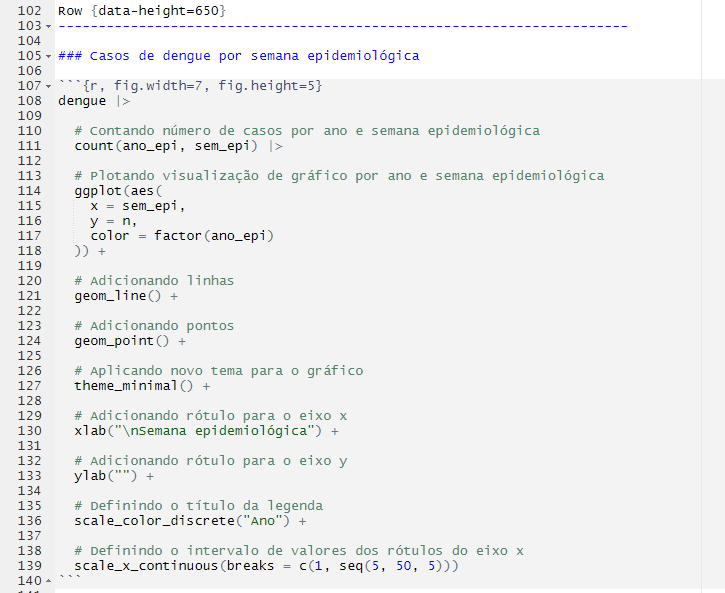 102 Row {data-height=650}
103 -----------------------------------------------------------------------
104
105 ### Casos de dengue por semana epidemiológica
106
107 ```{r, fig.width=7, fig.height=5}
108 dengue |>
109
110   # Contando número de casos por ano e semana epidemiológica
111   count(ano_epi, sem_epi) |>
112
113   # Plotando visualização de gráfico por ano e semana epidemiológica
114   ggplot(aes(
115     x = sem_epi,
116     y = n,
117     color = factor(ano_epi)
118   )) +
119
120   # Adicionando linhas
121   geom_line() +
122
123   # Adicionando pontos
124   geom_point() +
125
126   # Aplicando novo tema para o gráfico
127   theme_minimal() +
128
129   # Adicionando rótulo para o eixo x
130   xlab("\nSemana epidemiológica") +
131
132   # Adicionando rótulo para o eixo y
133   ylab("") +
134
135   # Definindo o título da legenda
136   scale_color_discrete("Ano") +
137
138   # Definindo o intervalo de valores dos rótulos do eixo x
139   scale_x_continuous(breaks = c(1, seq(5, 50, 5)))
140 ```